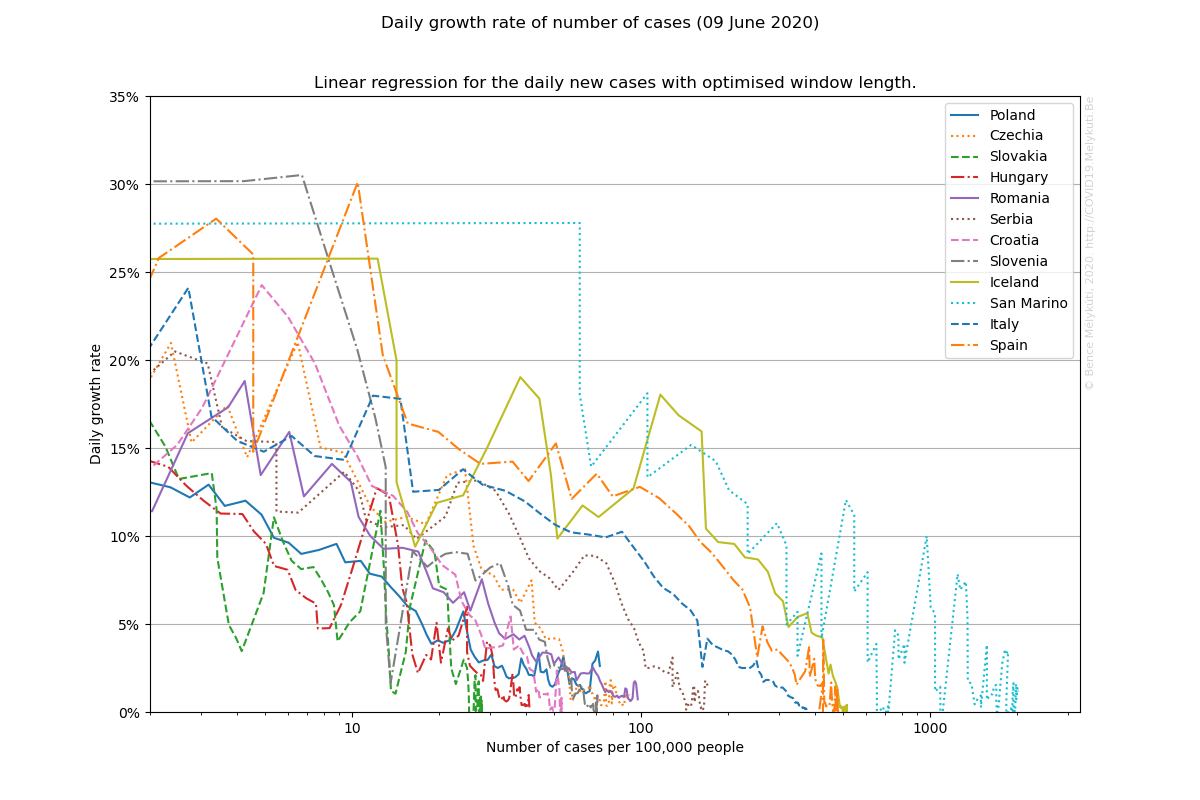 Daily growth rate of number of cases (09 June 2020)
Linear regression for the daily new cases with optimised window length.
35%
30%
25%
20%
15%
10%
5%
0%
Daily growth rate
10
100
1000
Number of cases per 100,000 people
Poland
Czechia
Slovakia
Hungary
Romania
Serbia
Croatia
Slovenia
Iceland
San Marino
Italy
Spain
© Bence Mélykúti, 2020. http://COVID19.Melykuti.Be